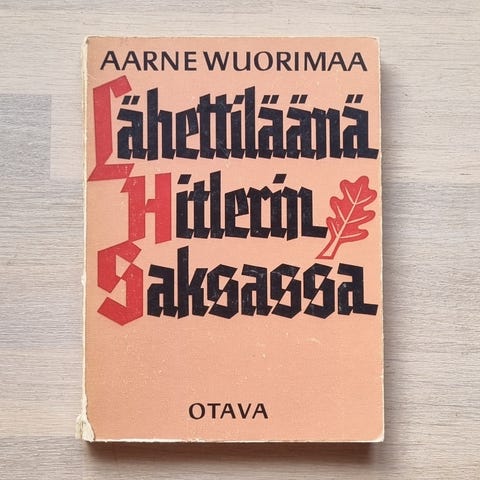 AARNE WUORIMAA
Lähettiläänä
Hitlerin
Saksassa
OTAVA